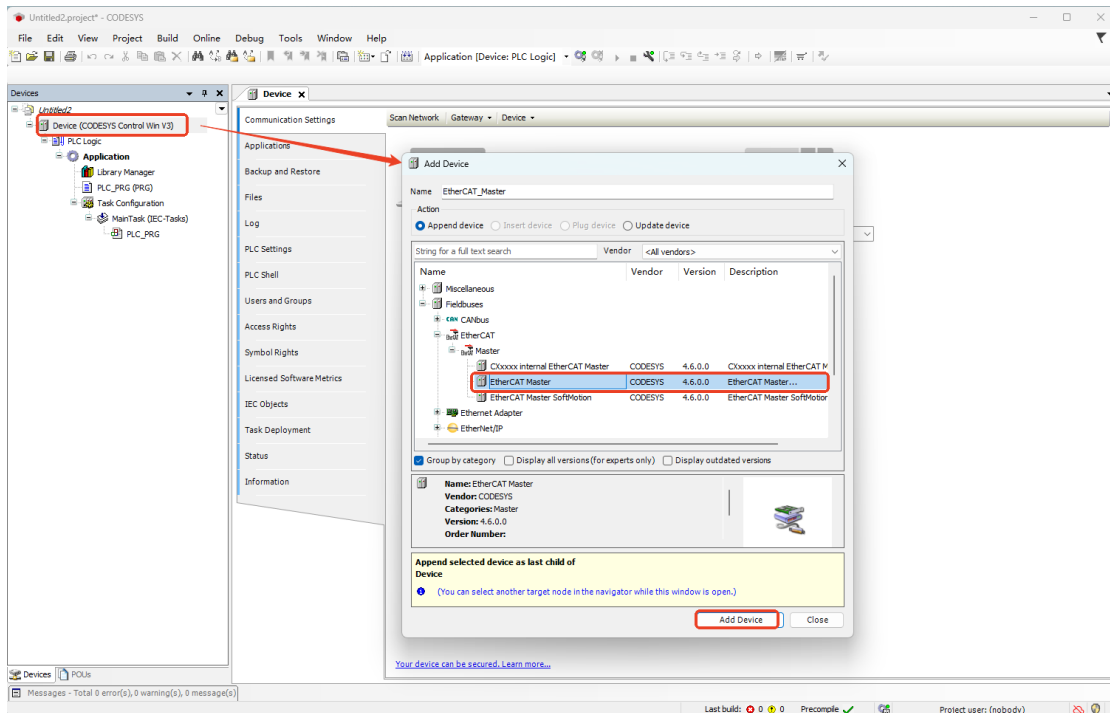 Untitled2.project* - CODESYS
File Edit View Project Build Online Debug Tools Window Help
Application [Device: PLC Logic]
Devices
Untitled2
Device (CODESYS Control Win V3)
PLC Logic
Application
Library Manager
PLC_PRG (PRG)
Task Configuration
MainTask (IEC-Tasks)
PLC_PRG
Devices POUs
Device
Communication Settings
Applications
Backup and Restore
Files
Log
PLC Settings
PLC Shell
Users and Groups
Access Rights
Symbol Rights
Licensed Software Metrics
IEC Objects
Task Deployment
Status
Information
Scan Network Gateway Device
Add Device
Name EtherCAT_Master
Action
Append device Insert device Plug device Update device
String for a full text search Vendor <All vendors>
Name Vendor Version Description
Miscellaneous
Fieldbuses
CAN CANbus
EtherCAT
Master
CXxxxx internal EtherCAT Master CODESYS 4.6.0.0 CXxxxx internal EtherCAT M
EtherCAT Master CODESYS 4.6.0.0 EtherCAT Master...
EtherCAT Master SoftMotion CODESYS 4.6.0.0 EtherCAT Master SoftMotion
Ethernet Adapter
EtherNet/IP
Group by category Display all versions (for experts only) Display outdated versions
Name: EtherCAT Master
Vendor: CODESYS
Categories: Master
Version: 4.6.0.0
Order Number:
Append selected device as last child of
Device
(You can select another target node in the navigator while this window is open.)
Add Device Close
Your device can be secured. Learn more...
Messages - Total 0 error(s), 0 warning(s), 0 message(s)
Last build: 0 0 Precompile Project user: (nobody)